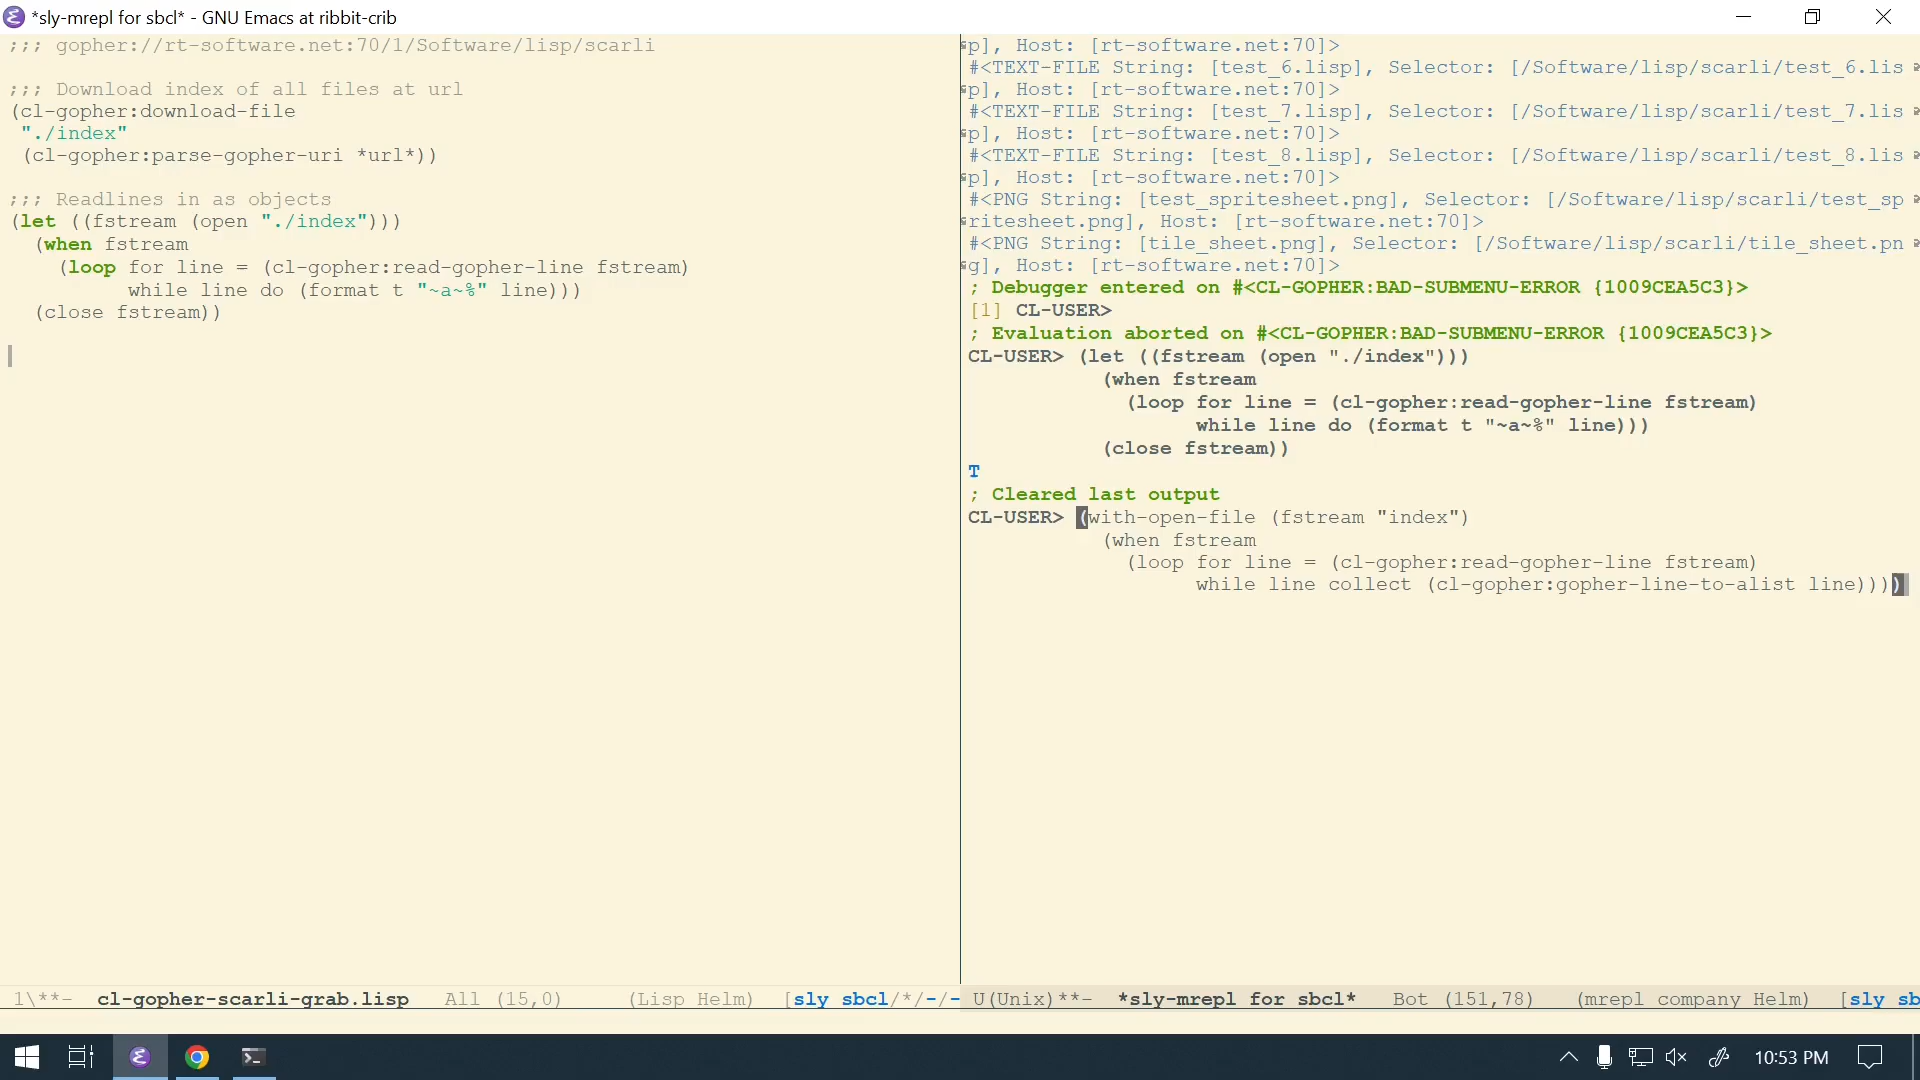 *sly-mrepl for sbcl* - GNU Emacs at ribbit-crib
;;; gopher://rt-software.net:70/1/Software/lisp/scarli
;;; Download index of all files at url
(cl-gopher:download-file
"./index"
(cl-gopher:parse-gopher-uri *url*))
;;; Readlines in as objects
(let ((fstream (open "./index")))
(when fstream
(loop for line = (cl-gopher:read-gopher-line fstream)
while line do (format t "~a~%" line)))
(close fstream))
1\**- cl-gopher-scarli-grab.lisp All (15,0) (Lisp Helm) [sly sbcl/*/-/-
p], Host: [rt-software.net:70]>
#<TEXT-FILE String: [test_6.lisp], Selector: [/Software/lisp/scarli/test_6.lis
p], Host: [rt-software.net:70]>
#<TEXT-FILE String: [test_7.lisp], Selector: [/Software/lisp/scarli/test_7.lis
p], Host: [rt-software.net:70]>
#<TEXT-FILE String: [test_8.lisp], Selector: [/Software/lisp/scarli/test_8.lis
p], Host: [rt-software.net:70]>
#<PNG String: [test_spritesheet.png], Selector: [/Software/lisp/scarli/test_sp
ritesheet.png], Host: [rt-software.net:70]>
#<PNG String: [tile_sheet.png], Selector: [/Software/lisp/scarli/tile_sheet.pn
g], Host: [rt-software.net:70]>
; Debugger entered on #<CL-GOPHER:BAD-SUBMENU-ERROR {1009CEA5C3}>
[1] CL-USER>
; Evaluation aborted on #<CL-GOPHER:BAD-SUBMENU-ERROR {1009CEA5C3}>
CL-USER> (let ((fstream (open "./index")))
(when fstream
(loop for line = (cl-gopher:read-gopher-line fstream)
while line do (format t "~a~%" line)))
(close fstream))
T
; Cleared last output
CL-USER> (with-open-file (fstream "index")
(when fstream
(loop for line = (cl-gopher:read-gopher-line fstream)
while line collect (cl-gopher:gopher-line-to-alist line))))
U(Unix)**- *sly-mrepl for sbcl* Bot (151,78) (mrepl company Helm) [sly sb
10:53 PM